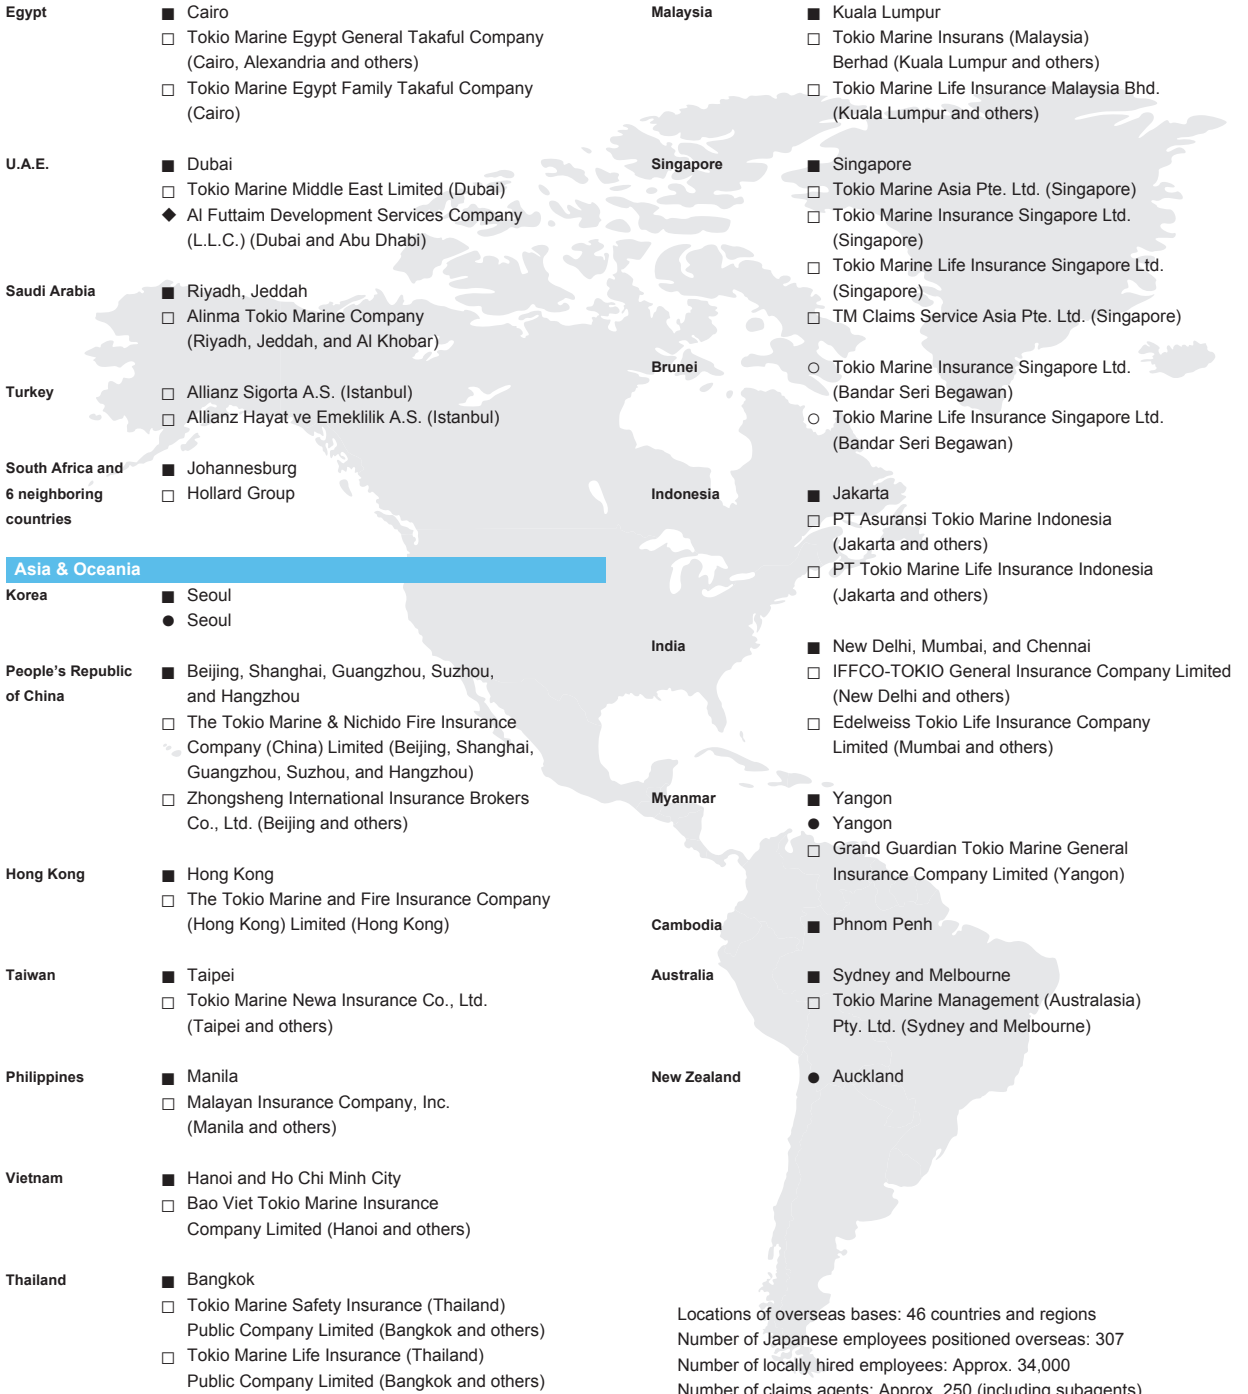 Egypt
■ Cairo
□ Tokio Marine Egypt General Takaful Company
(Cairo, Alexandria and others)
□ Tokio Marine Egypt Family Takaful Company
(Cairo)
U.A.E.
■ Dubai
□ Tokio Marine Middle East Limited (Dubai)
◆ Al Futtaim Development Services Company
(L.L.C.) (Dubai and Abu Dhabi)
Saudi Arabia
■ Riyadh, Jeddah
□ Alinma Tokio Marine Company
(Riyadh, Jeddah, and Al Khobar)
Turkey
□ Allianz Sigorta A.S. (Istanbul)
□ Allianz Hayat ve Emeklilik A.S. (Istanbul)
South Africa and
6 neighboring
countries
■ Johannesburg
□ Hollard Group
Asia & Oceania
Korea
■ Seoul
● Seoul
People's Republic
of China
■ Beijing, Shanghai, Guangzhou, Suzhou,
and Hangzhou
□ The Tokio Marine & Nichido Fire Insurance
Company (China) Limited (Beijing, Shanghai,
Guangzhou, Suzhou, and Hangzhou)
□ Zhongsheng International Insurance Brokers
Co., Ltd. (Beijing and others)
Hong Kong
■ Hong Kong
□ The Tokio Marine and Fire Insurance Company
(Hong Kong) Limited (Hong Kong)
Taiwan
■ Taipei
□ Tokio Marine Newa Insurance Co., Ltd.
(Taipei and others)
Philippines
■ Manila
□ Malayan Insurance Company, Inc.
(Manila and others)
Vietnam
■ Hanoi and Ho Chi Minh City
□ Bao Viet Tokio Marine Insurance
Company Limited (Hanoi and others)
Thailand
■ Bangkok
□ Tokio Marine Safety Insurance (Thailand)
Public Company Limited (Bangkok and others)
□ Tokio Marine Life Insurance (Thailand)
Public Company Limited (Bangkok and others)
Malaysia
■ Kuala Lumpur
□ Tokio Marine Insurans (Malaysia)
Berhad (Kuala Lumpur and others)
□ Tokio Marine Life Insurance Malaysia Bhd.
(Kuala Lumpur and others)
Singapore
■ Singapore
□ Tokio Marine Asia Pte. Ltd. (Singapore)
□ Tokio Marine Insurance Singapore Ltd.
(Singapore)
□ Tokio Marine Life Insurance Singapore Ltd.
(Singapore)
□ TM Claims Service Asia Pte. Ltd. (Singapore)
Brunei
○ Tokio Marine Insurance Singapore Ltd.
(Bandar Seri Begawan)
○ Tokio Marine Life Insurance Singapore Ltd.
(Bandar Seri Begawan)
Indonesia
■ Jakarta
□ PT Asuransi Tokio Marine Indonesia
(Jakarta and others)
□ PT Tokio Marine Life Insurance Indonesia
(Jakarta and others)
India
■ New Delhi, Mumbai, and Chennai
□ IFFCO-TOKIO General Insurance Company Limited
(New Delhi and others)
□ Edelweiss Tokio Life Insurance Company
Limited (Mumbai and others)
Myanmar
■ Yangon
● Yangon
□ Grand Guardian Tokio Marine General
Insurance Company Limited (Yangon)
Cambodia
■ Phnom Penh
Australia
■ Sydney and Melbourne
□ Tokio Marine Management (Australasia)
Pty. Ltd. (Sydney and Melbourne)
New Zealand
● Auckland
Locations of overseas bases: 46 countries and regions
Number of Japanese employees positioned overseas: 307
Number of locally hired employees: Approx. 34,000
Number of claims agents: Approx. 250 (including subagents)